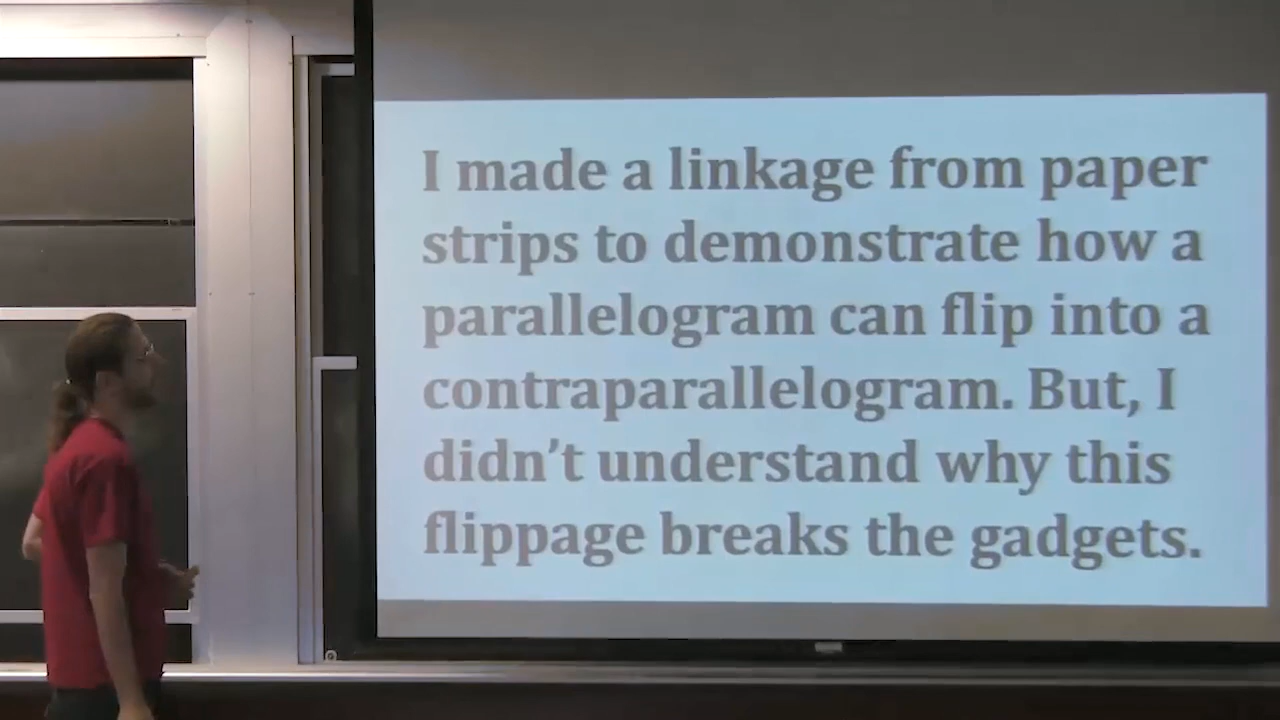 I made a linkage from paper
strips to demonstrate how a
parallelogram can flip into a
contraparallelogram. But, I
didn’t understand why this
flippage breaks the gadgets.